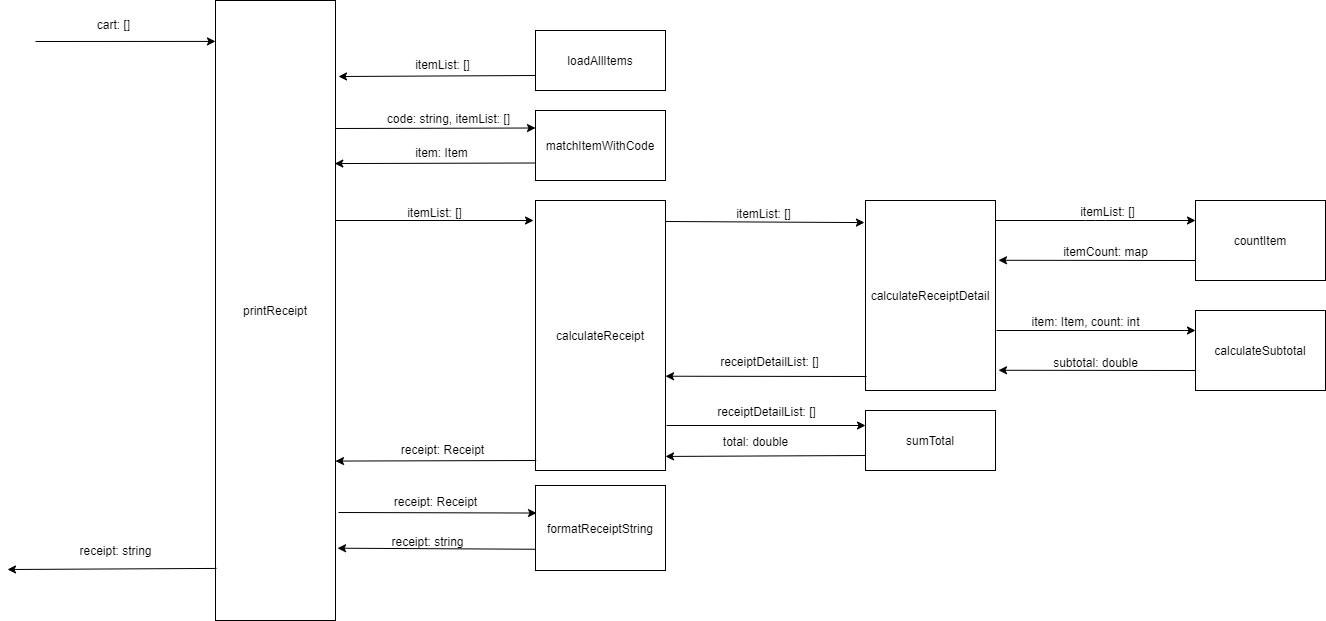 cart: []
loadAllItems
itemList: []
code: string, itemList: []
matchItemWithCode
item: Item
itemList: []
itemList: []
itemList: []
countItem
itemCount: map
calculateReceiptDetail
printReceipt
item: Item, count: int
calculateReceipt
calculateSubtotal
receiptDetailList: []
subtotal: double
receiptDetailList: []
total: double
sumTotal
receipt: Receipt
receipt: Receipt
formatReceiptString
receipt: string
receipt: string